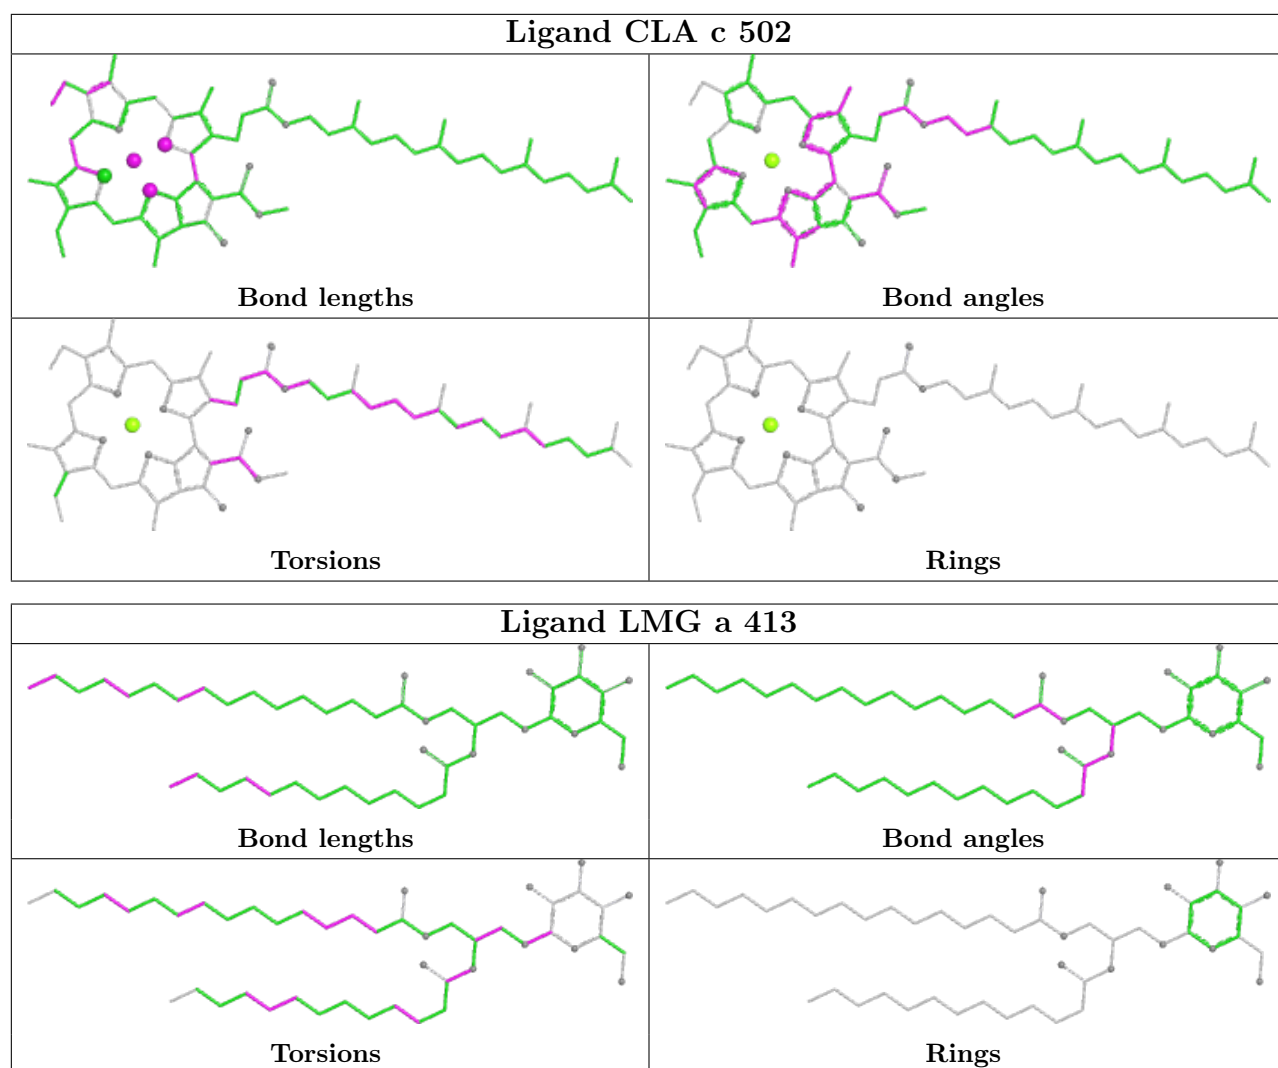 Ligand CLA c 502
Bond lengths
Bond angles
Torsions
Rings
Ligand LMG a 413
Bond lengths
Bond angles
Torsions
Rings